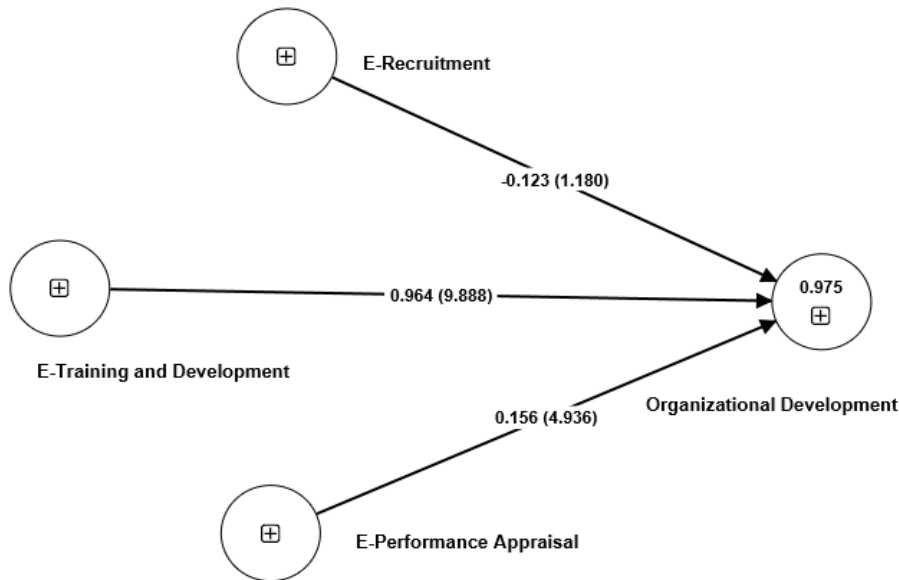 E-Recruitment
-0.123 (1.180)
0.975
0.964 (9.888)
E-Training and Development
Organizational Development
0.156 (4.936)
E-Performance Appraisal